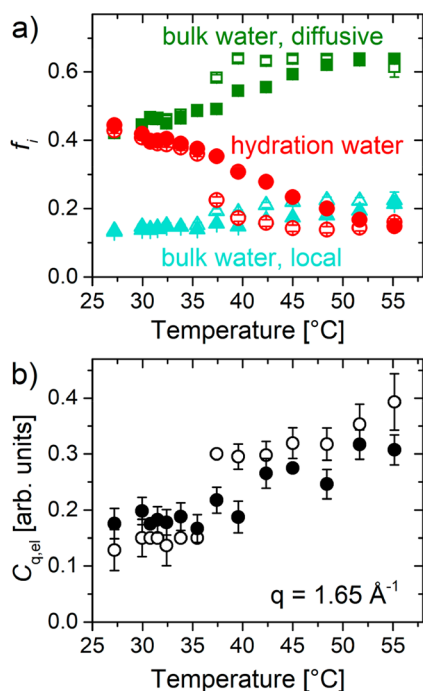 a)
bulk water, diffusive
0.6
0.4
hydration water
0.2
bulk water, local
0.0
f_i
25 30 35 40 45 50 55
Temperature [°C]
b)
0.4
0.3
0.2
0.1
C_q,el [arb. units]
q = 1.65 Å⁻¹
25 30 35 40 45 50 55
Temperature [°C]